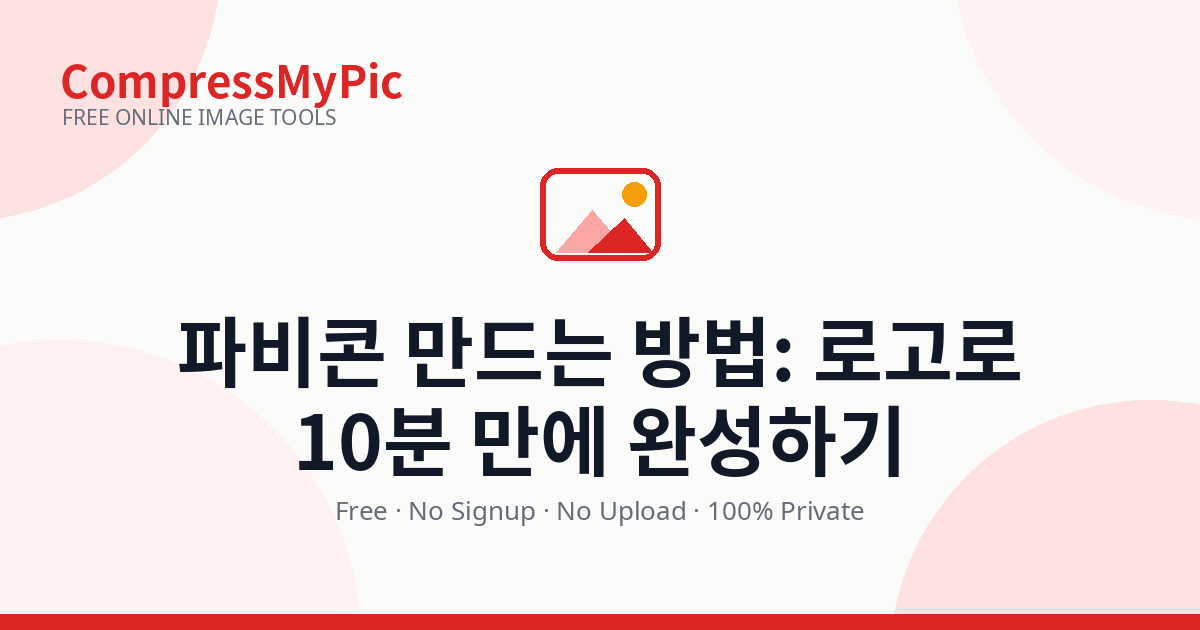 CompressMyPic
FREE ONLINE IMAGE TOOLS
파비콘 만드는 방법: 로고로
10분 만에 완성하기
Free · No Signup · No Upload · 100% Private